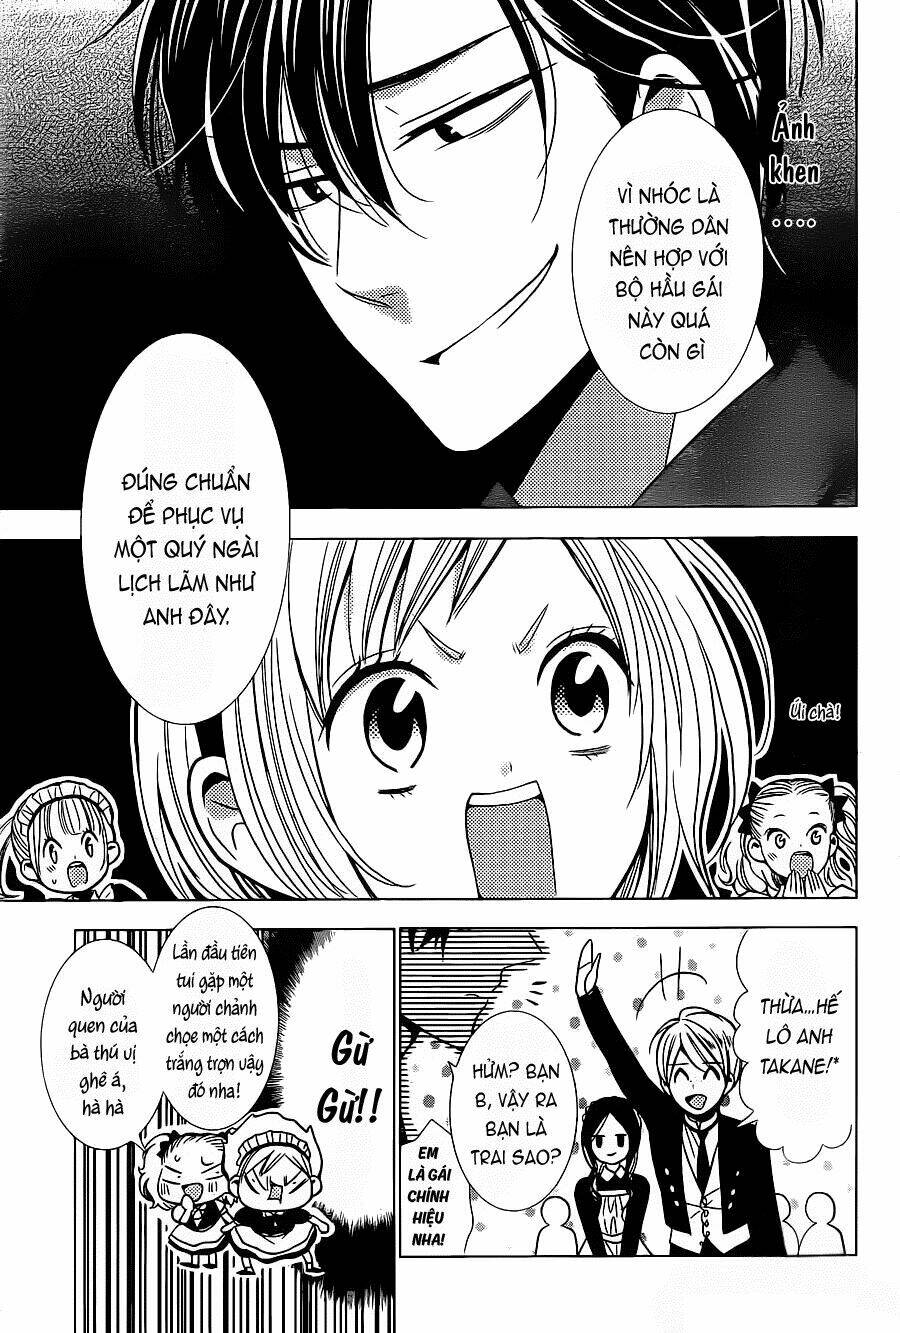 Ảnh
khen
....
VÌ NHÓC LÀ
THƯỜNG DÂN
NÊN HỢP VỚI
BỘ HẦU GÁI
NÀY QUÁ
CÒN GÌ
ĐÚNG CHUẨN
ĐỂ PHỤC VỤ
MỘT QUÝ NGÀI
LỊCH LÃM NHƯ
ANH ĐÂY.
Úi chà!
THỪA...HẾ
LÔ ANH
TAKANE!*
HỬM? BẠN
B, VẬY RA
BẠN LÀ
TRAI SAO?
EM
LÀ GÁI
CHÍNH
HIỆU
NHA!
GỪ
GỪ!!
Lần đầu tiên
tui gặp một
người chảnh
chọe một cách
trắng trợn vậy
đó nha!
Người
quen của
bà thú vị
ghê á,
hà hà